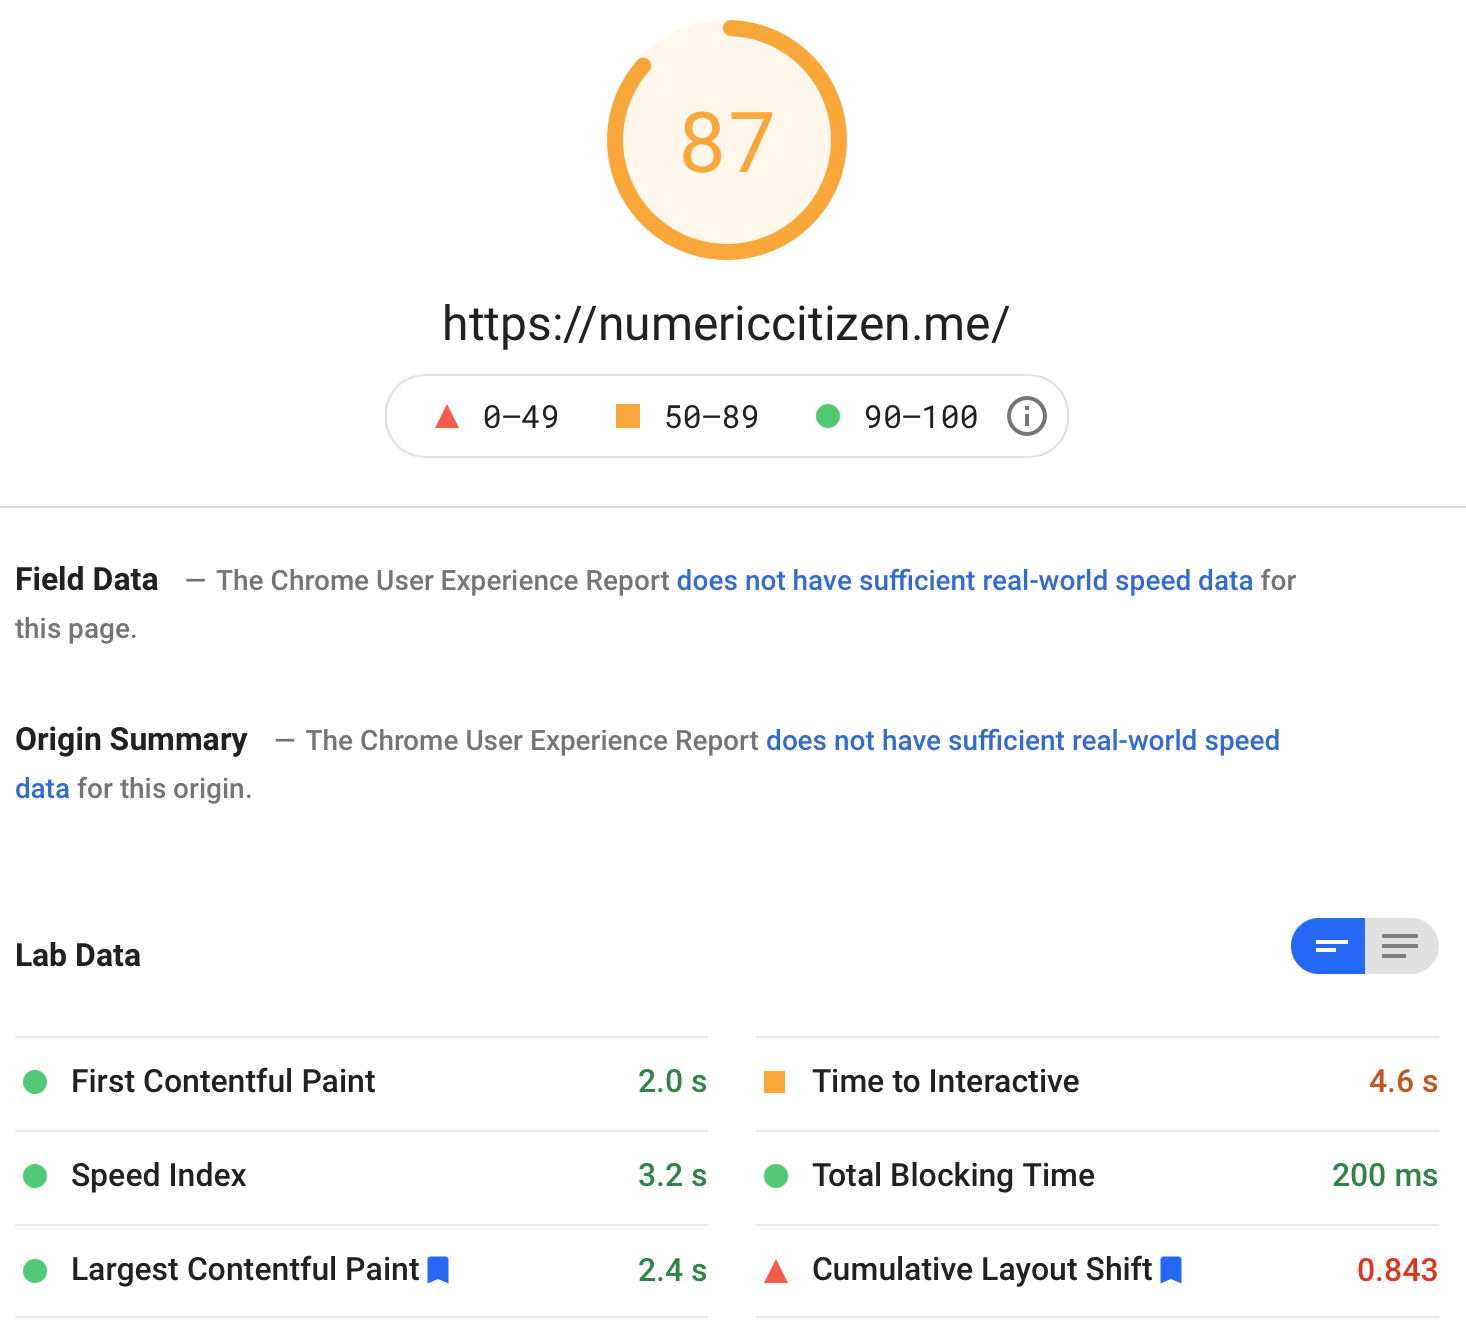 87
https://numericcitizen.me/
0–49 50–89 90–100
Field Data — The Chrome User Experience Report does not have sufficient real-world speed data for
this page.
Origin Summary — The Chrome User Experience Report does not have sufficient real-world speed
data for this origin.
Lab Data
First Contentful Paint 2.0 s
Time to Interactive 4.6 s
Speed Index 3.2 s
Total Blocking Time 200 ms
Largest Contentful Paint 2.4 s
Cumulative Layout Shift 0.843